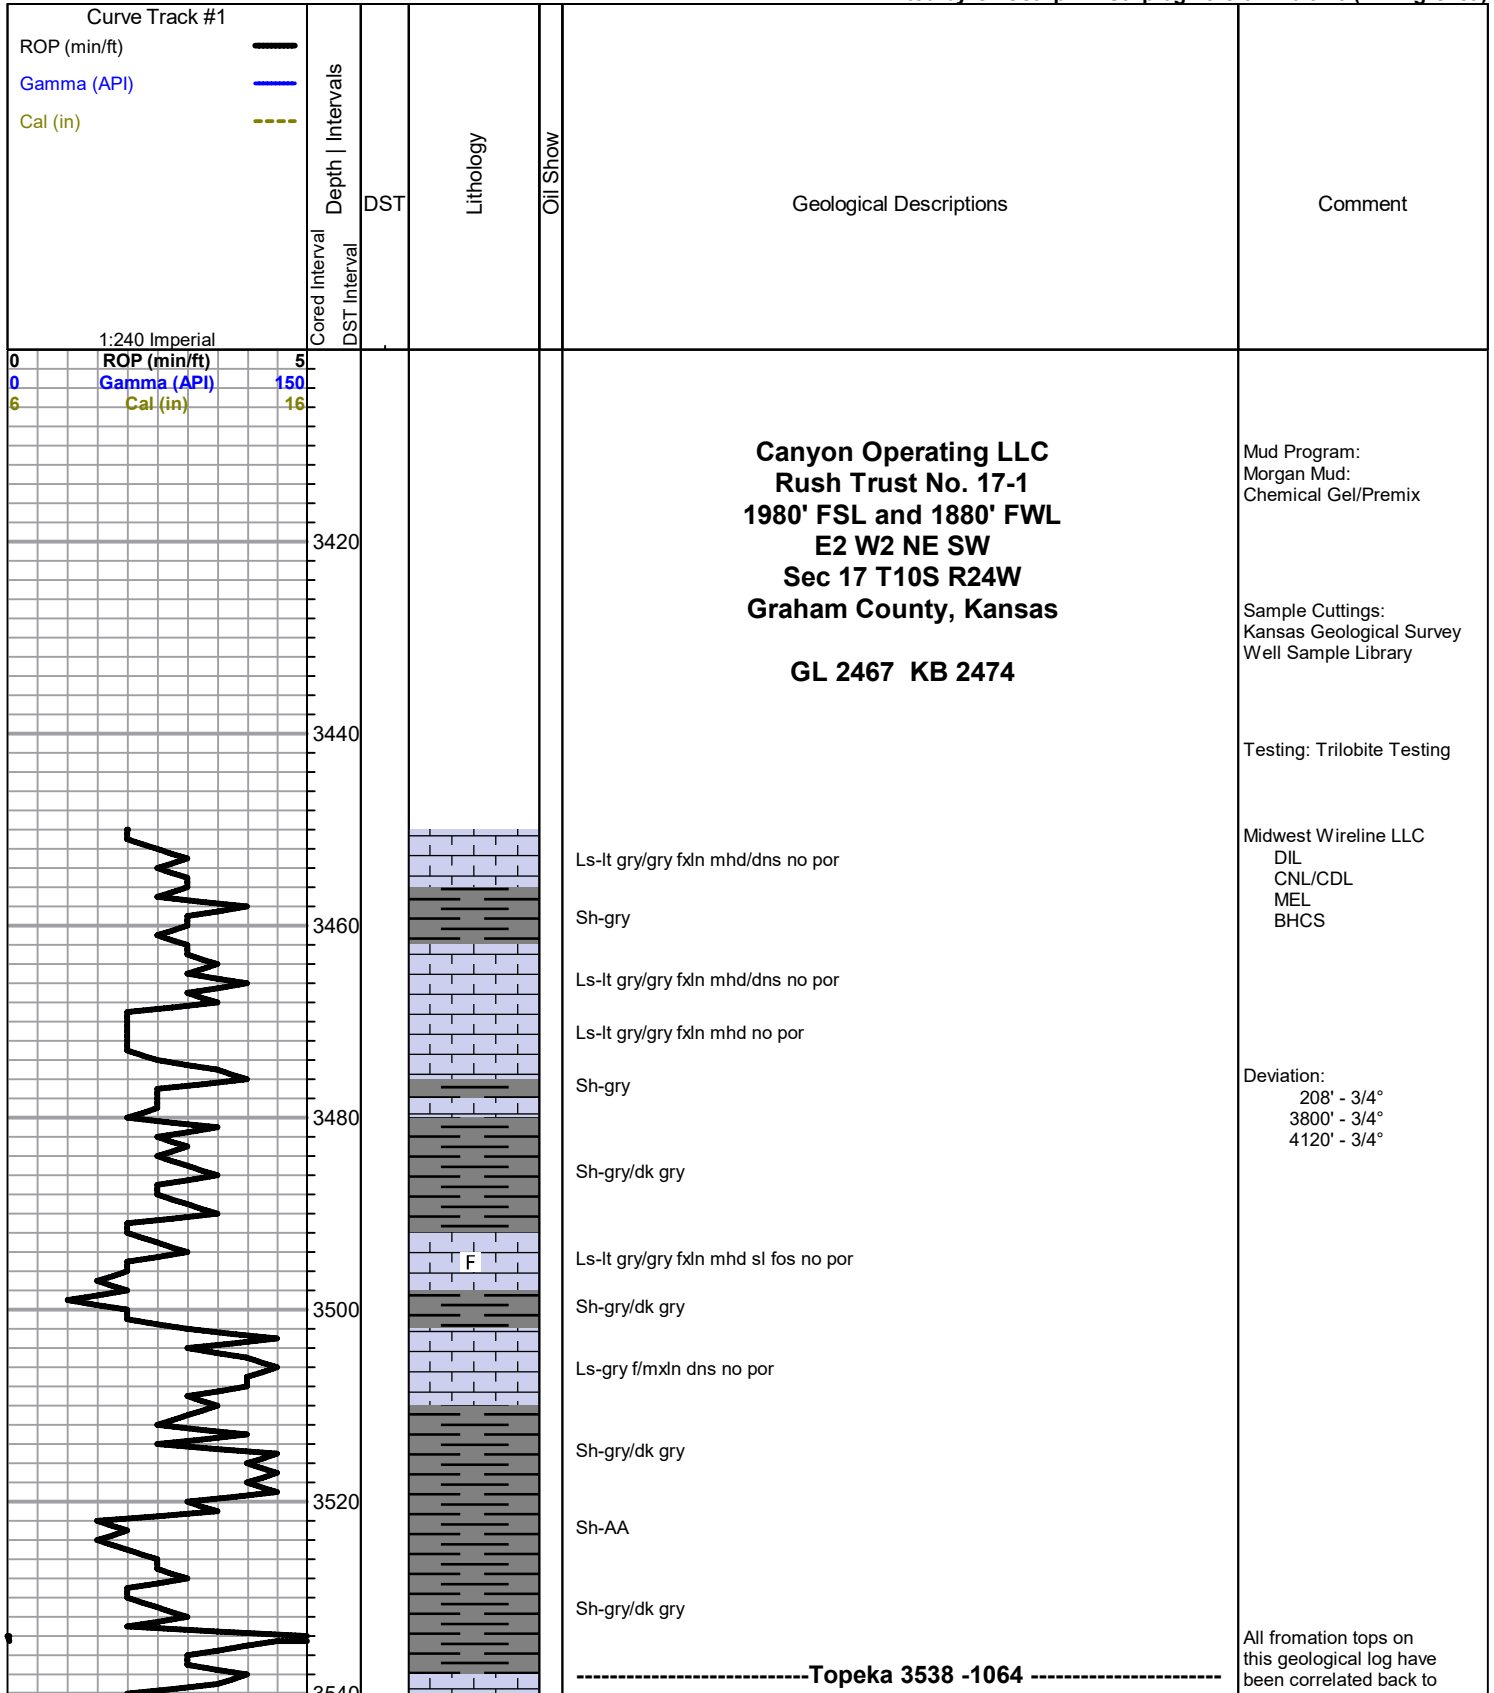 Curve Track #1
ROP (min/ft)
Gamma (API)
Cal (in)
1:240 Imperial
Cored Interval
Depth | Intervals
DST Interval
DST
Lithology
Oil Show
Geological Descriptions
Comment
0 ROP (min/ft) 5
0 Gamma (API) 150
6 Cal (in) 16
Canyon Operating LLC
Rush Trust No. 17-1
1980' FSL and 1880' FWL
E2 W2 NE SW
Sec 17 T10S R24W
Graham County, Kansas
GL 2467 KB 2474
Mud Program:
Morgan Mud:
Chemical Gel/Premix
3420
Sample Cuttings:
Kansas Geological Survey
Well Sample Library
3440
Testing: Trilobite Testing
Midwest Wireline LLC
DIL
CNL/CDL
MEL
BHCS
Ls-lt gry/gry fxln mhd/dns no por
Sh-gry
3460
Ls-lt gry/gry fxln mhd/dns no por
Ls-lt gry/gry fxln mhd no por
Sh-gry
Deviation:
208' - 3/4°
3800' - 3/4°
4120' - 3/4°
3480
Sh-gry/dk gry
F
Ls-lt gry/gry fxln mhd sl fos no por
3500
Sh-gry/dk gry
Ls-gry f/mxln dns no por
Sh-gry/dk gry
3520
Sh-AA
Sh-gry/dk gry
All fromation tops on
this geological log have
been correlated back to
---------------------------Topeka 3538 -1064 ----------------------
3540